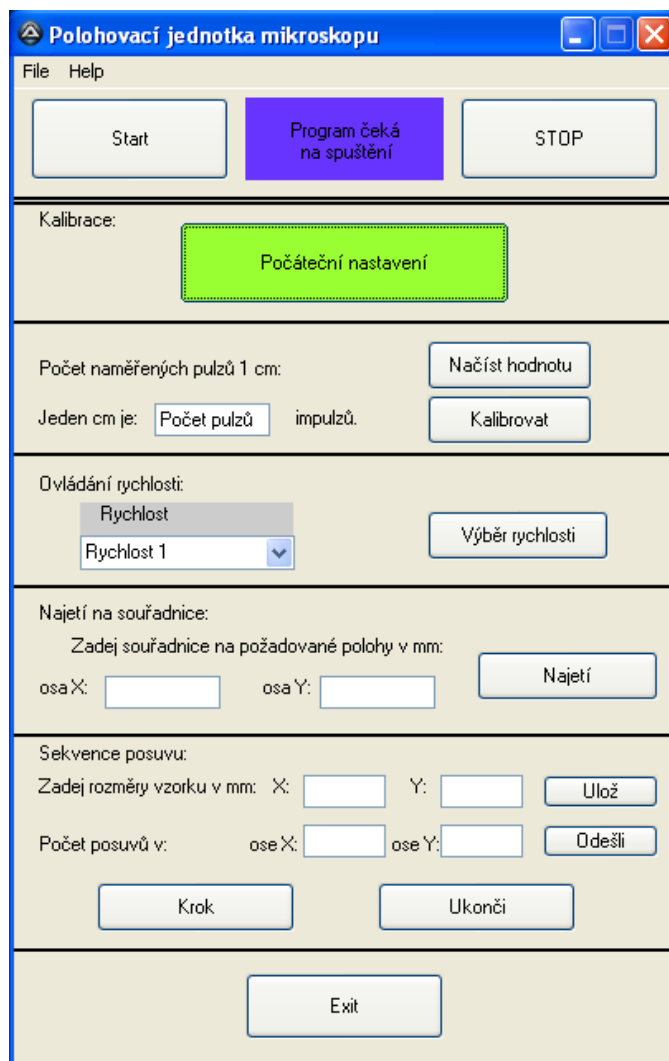 Polohovací jednotka mikroskopu
File Help
Start
Program čeká
na spuštění
STOP
Kalibrace:
Počáteční nastavení
Počet naměřených pulzů 1 cm:
Načíst hodnotu
Jeden cm je: Počet pulzů impulzů.
Kalibrovat
Ovládání rychlosti:
Rychlost
Rychlost 1
Výběr rychlosti
Najetí na souřadnice:
Zadej souřadnice na požadované polohy v mm:
osa X: osa Y:
Najetí
Sekvence posuvu:
Zadej rozměry vzorku v mm: X: Y:
Ulož
Počet posuvů v: ose X: ose Y:
Odešli
Krok
Ukonči
Exit